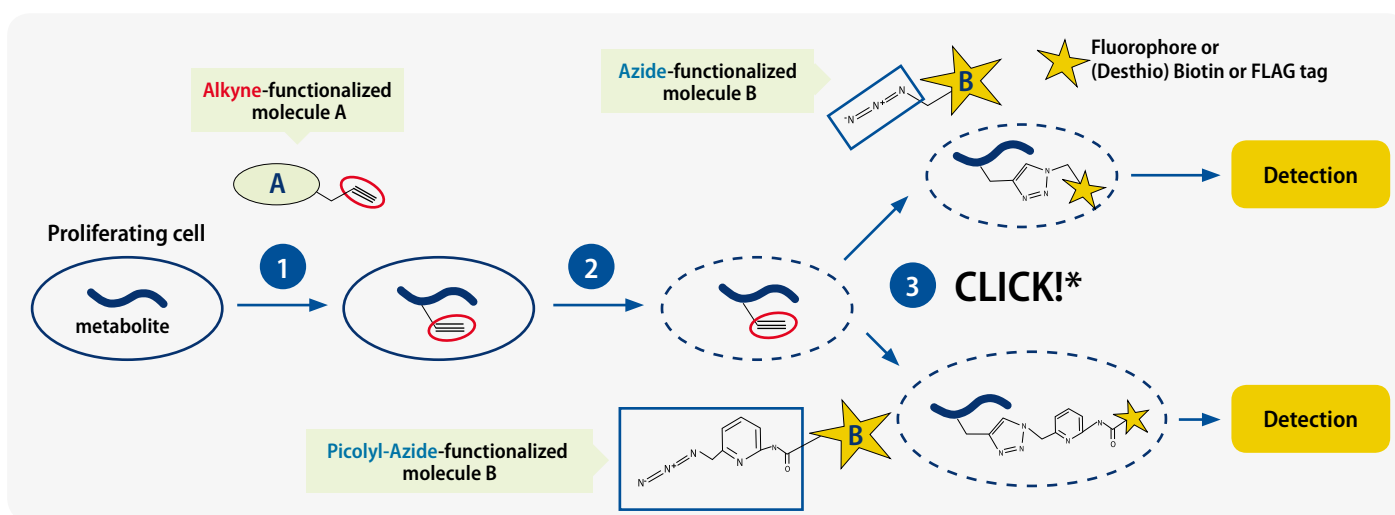 Fluorophore or
(Desthio) Biotin or FLAG tag
Azide-functionalized
molecule B
B
-N=N+=N
Alkyne-functionalized
molecule A
A
N
N N
Detection
Proliferating cell
metabolite
1
2
3 CLICK!*
Picolyl-Azide-functionalized
molecule B
N- N+ N
N
N
O
B
N
N N
N
N
O
Detection